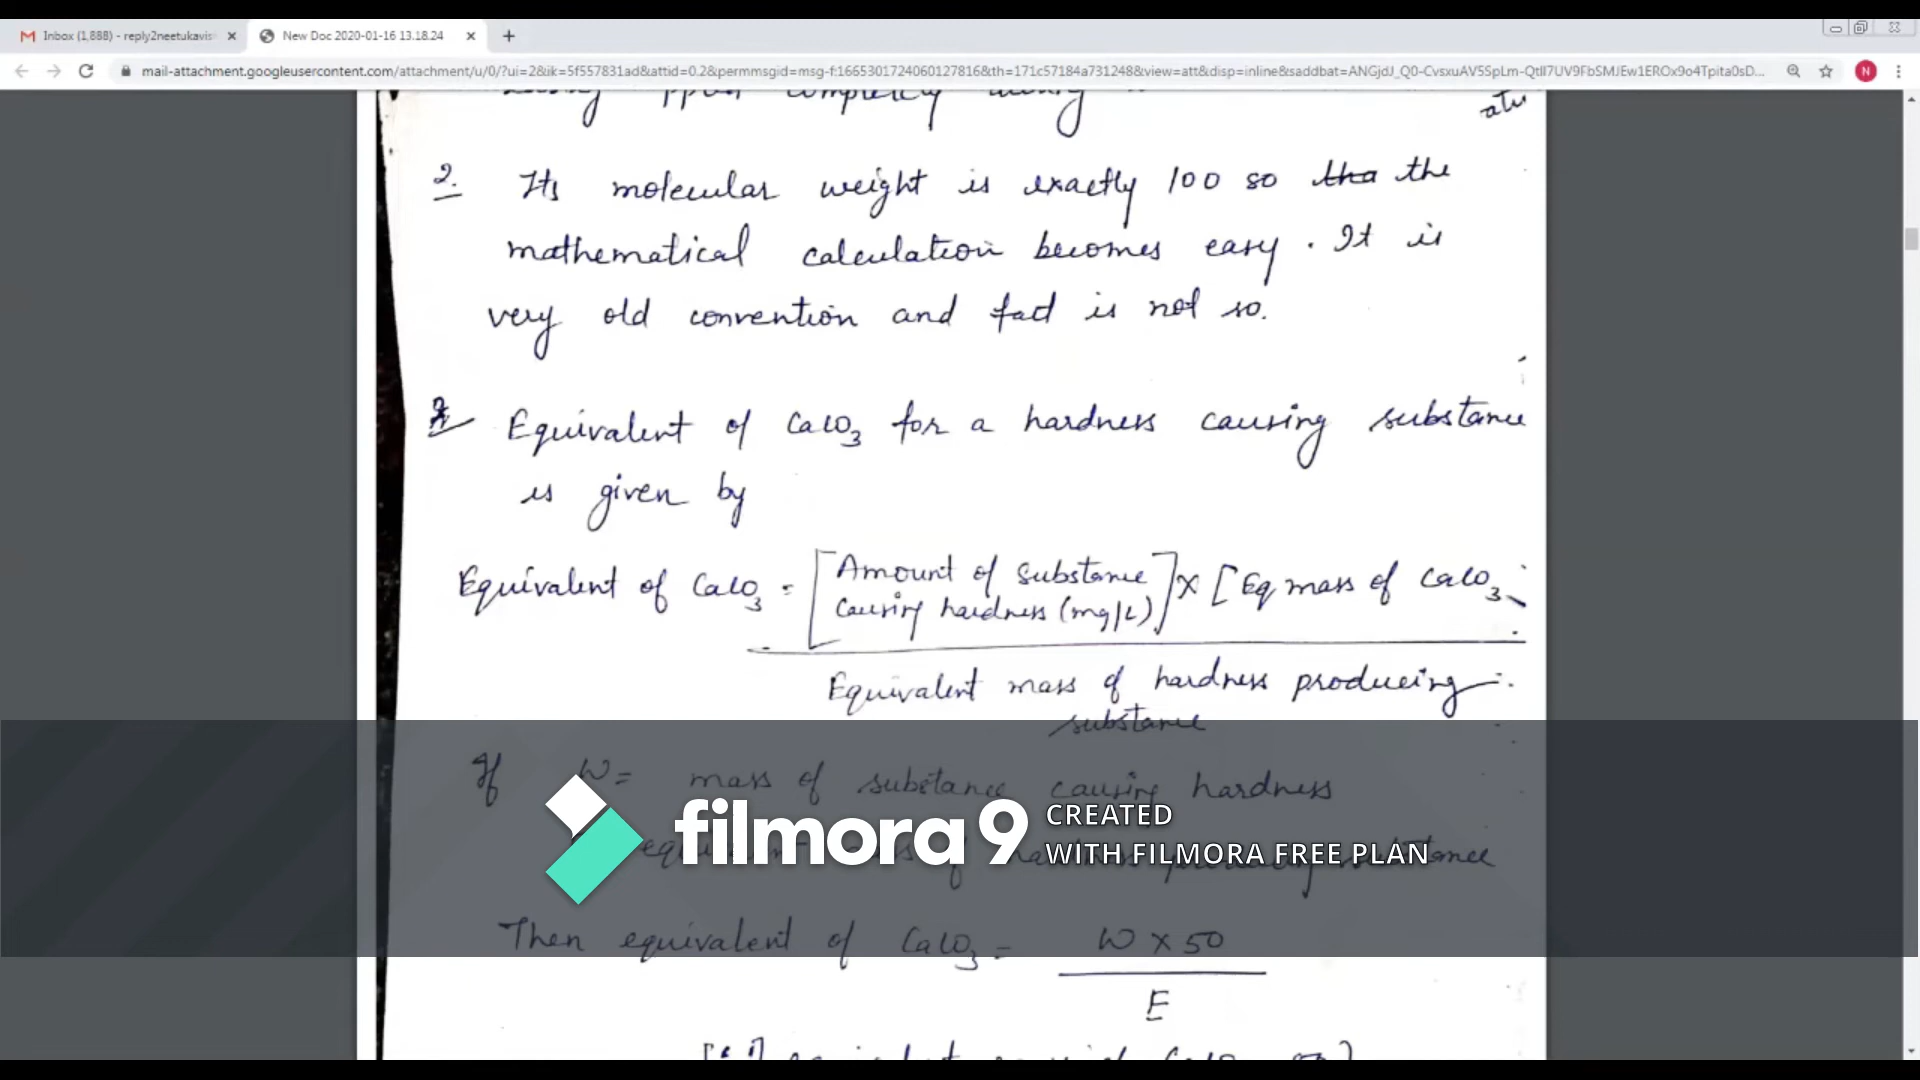 Inbox (1,888) - reply2neetukavis
New Doc 2020-01-16 13.18.24
mail-attachment.googleusercontent.com/attachment/u/0/?ui=2&ik=5f557831ad&attid=0.2&permmsgid=msg-f:1665301724060127816&th=171c57184a731248&view=att&disp=inline&saddbat=
N
2. Its molecular weight is exactly 100 so tha the
mathematical calculation becomes easy. It is
very old convention and fact is not so.
Equivalent of CaCO3 for a hardness causing substance
is given by
Equivalent of CaCO3 = [Amount of substance causing hardness (mg/L)] x [Eq mass of CaCO3
Equivalent mass of hardness producing
substance
If W = mass of substance causing hardness
filmora9 CREATED
WITH FILMORA FREE PLAN
substance
Then equivalent of CaCO3 = W x 50
E